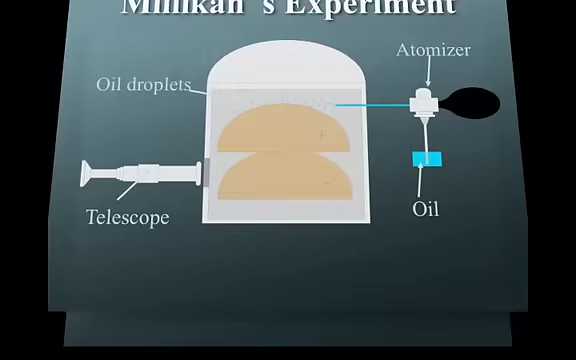 Millikan 's Experiment
Atomizer
Oil droplets
Telescope
Oil